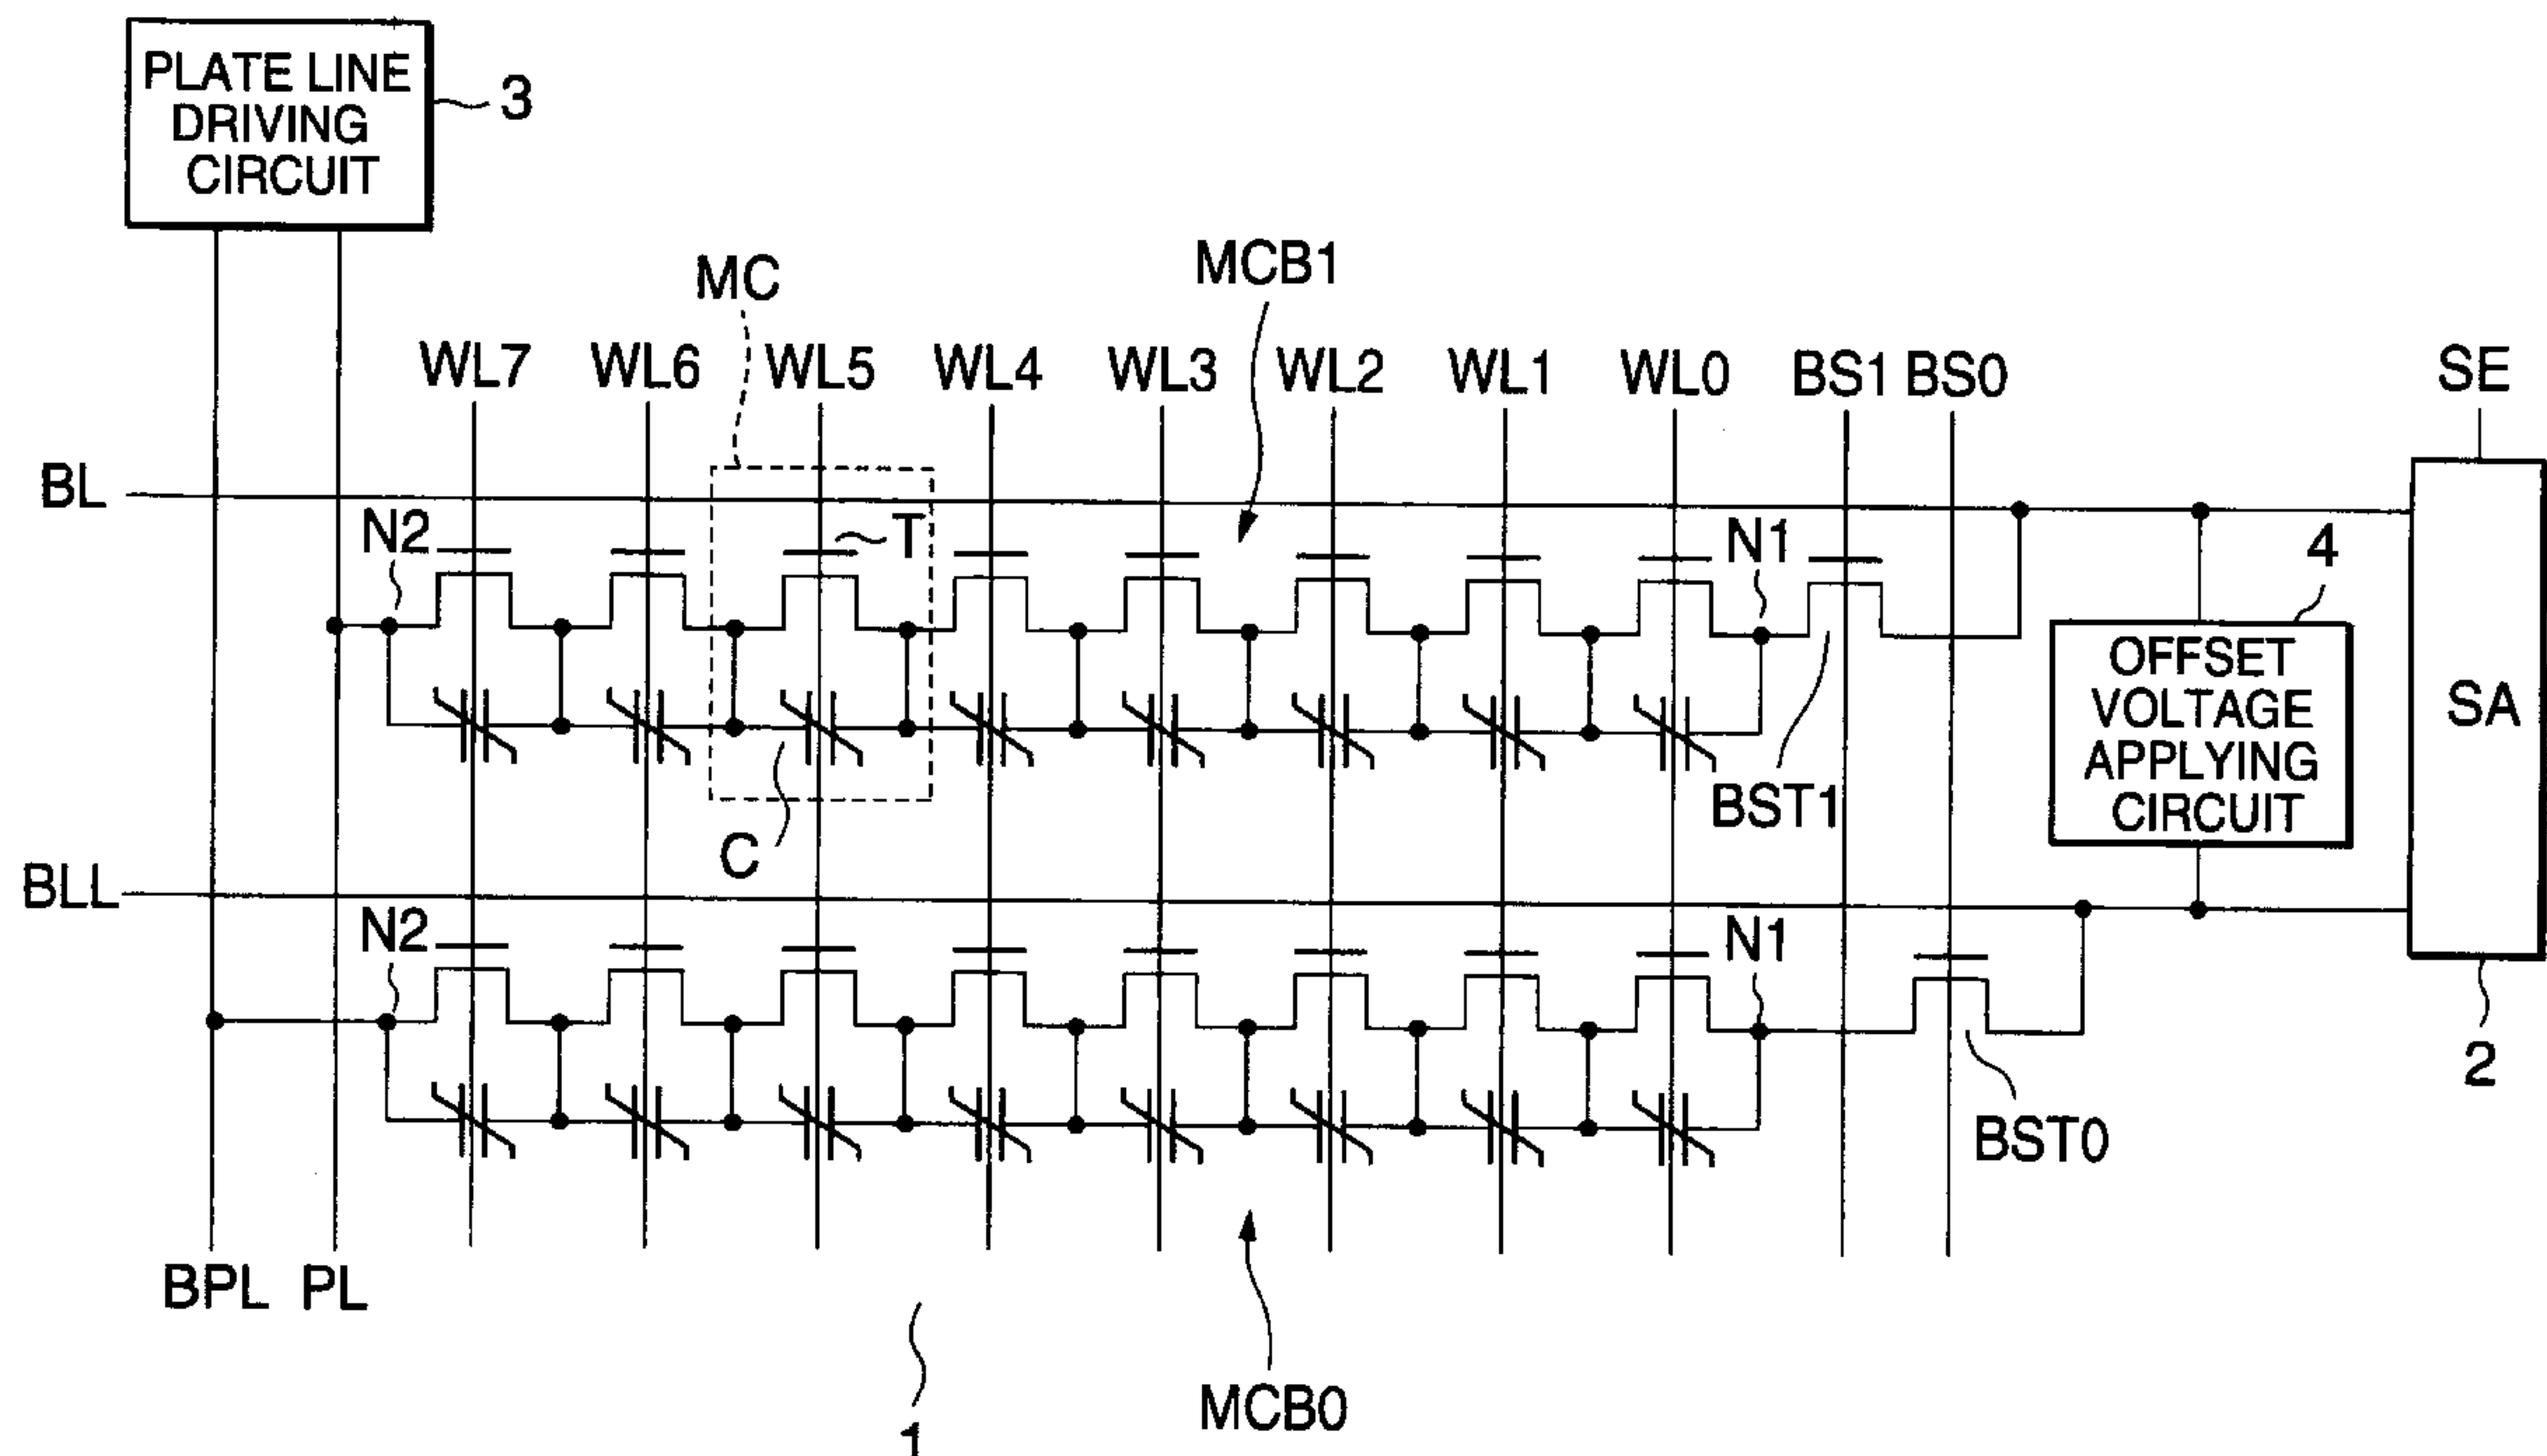 PLATE LINE
DRIVING
CIRCUIT
3
MC
MCB1
WL7 WL6 WL5 WL4 WL3 WL2 WL1 WL0 BS1 BS0 SE
BL
N2
T
N1
4
OFFSET
VOLTAGE
APPLYING
CIRCUIT
SA
BST1
C
BLL
N2
N1
2
BST0
BPL PL
MCB0
1